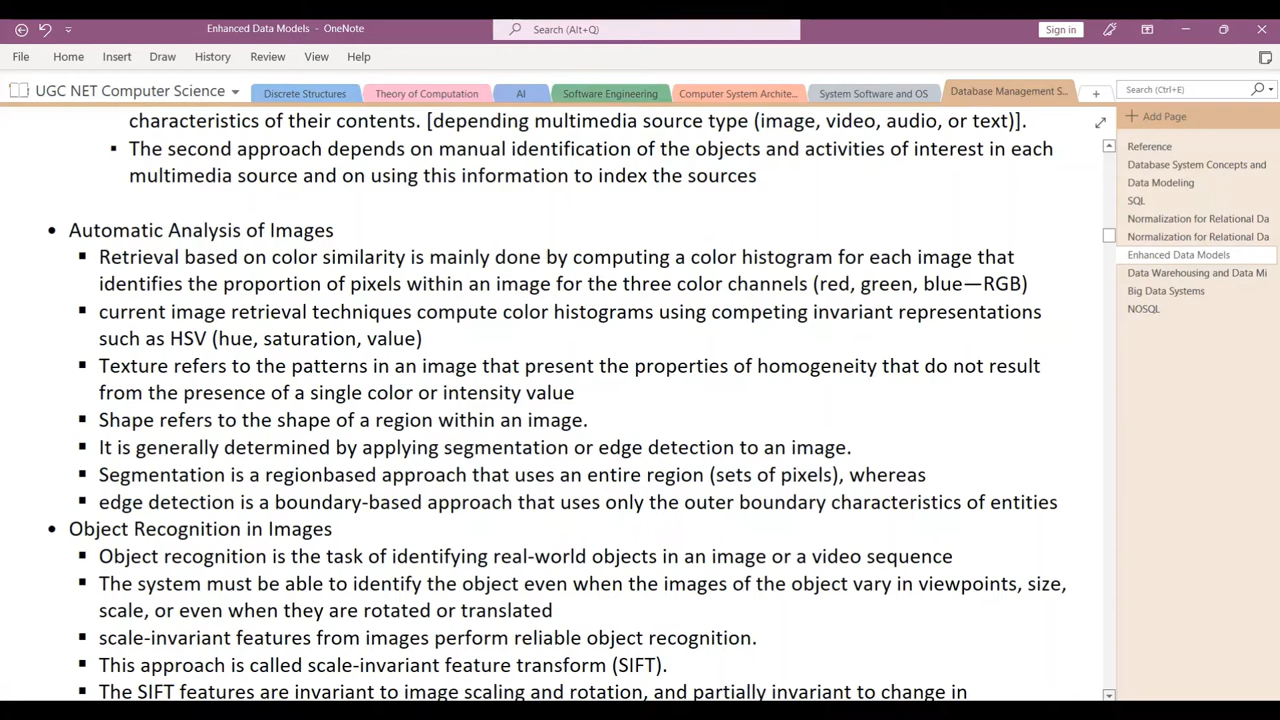 Enhanced Data Models - OneNote
Search (Alt+Q)
Sign in
File Home Insert Draw History Review View Help
UGC NET Computer Science
Discrete Structures
Theory of Computation
AI
Software Engineering
Computer System Archite...
System Software and OS
Database Management S...
Search (Ctrl+E)
characteristics of their contents. [depending multimedia source type (image, video, audio, or text)].
▪ The second approach depends on manual identification of the objects and activities of interest in each
multimedia source and on using this information to index the sources
• Automatic Analysis of Images
▪ Retrieval based on color similarity is mainly done by computing a color histogram for each image that
identifies the proportion of pixels within an image for the three color channels (red, green, blue—RGB)
▪ current image retrieval techniques compute color histograms using competing invariant representations
such as HSV (hue, saturation, value)
▪ Texture refers to the patterns in an image that present the properties of homogeneity that do not result
from the presence of a single color or intensity value
▪ Shape refers to the shape of a region within an image.
▪ It is generally determined by applying segmentation or edge detection to an image.
▪ Segmentation is a regionbased approach that uses an entire region (sets of pixels), whereas
▪ edge detection is a boundary-based approach that uses only the outer boundary characteristics of entities
• Object Recognition in Images
▪ Object recognition is the task of identifying real-world objects in an image or a video sequence
▪ The system must be able to identify the object even when the images of the object vary in viewpoints, size,
scale, or even when they are rotated or translated
▪ scale-invariant features from images perform reliable object recognition.
▪ This approach is called scale-invariant feature transform (SIFT).
▪ The SIFT features are invariant to image scaling and rotation, and partially invariant to change in
Add Page
Reference
Database System Concepts and
Data Modeling
SQL
Normalization for Relational Da
Normalization for Relational Da
Enhanced Data Models
Data Warehousing and Data Mi
Big Data Systems
NOSQL